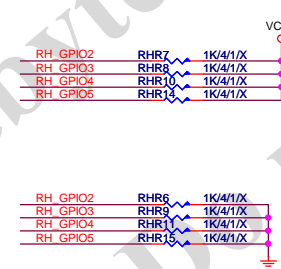 VC
RH_GPIO2 RHR7 1K/4/1/X
RH_GPIO3 RHR8 1K/4/1/X
RH_GPIO4 RHR10 1K/4/1/X
RH_GPIO5 RHR14 1K/4/1/X
RH_GPIO2 RHR6 1K/4/1/X
RH_GPIO3 RHR9 1K/4/1/X
RH_GPIO4 RHR11 1K/4/1/X
RH_GPIO5 RHR15 1K/4/1/X